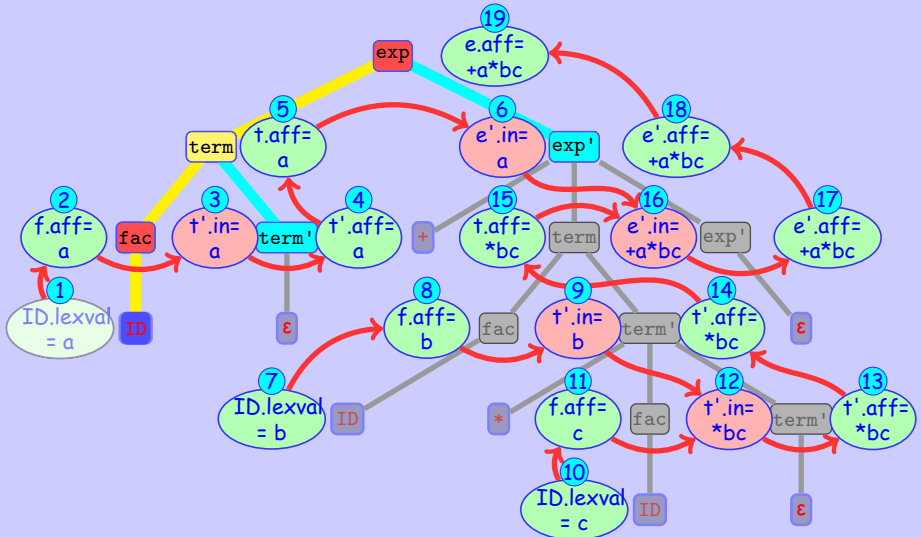 19
e.aff=
+a*bc
exp
5
t.aff=
a
6
e'.in=
a
18
e'.aff=
+a*bc
term
exp'
2
f.aff=
a
3
t'.in=
a
4
t'.aff=
a
15
t.aff=
*bc
16
e'.in=
+a*bc
17
e'.aff=
+a*bc
fac
term'
+
term
exp'
1
ID.lexval
= a
ID
ε
8
f.aff=
b
fac
9
t'.in=
b
term'
14
t'.aff=
*bc
ε
7
ID.lexval
= b
ID
*
11
f.aff=
c
fac
12
t'.in=
*bc
term'
13
t'.aff=
*bc
10
ID.lexval
= c
ID
ε